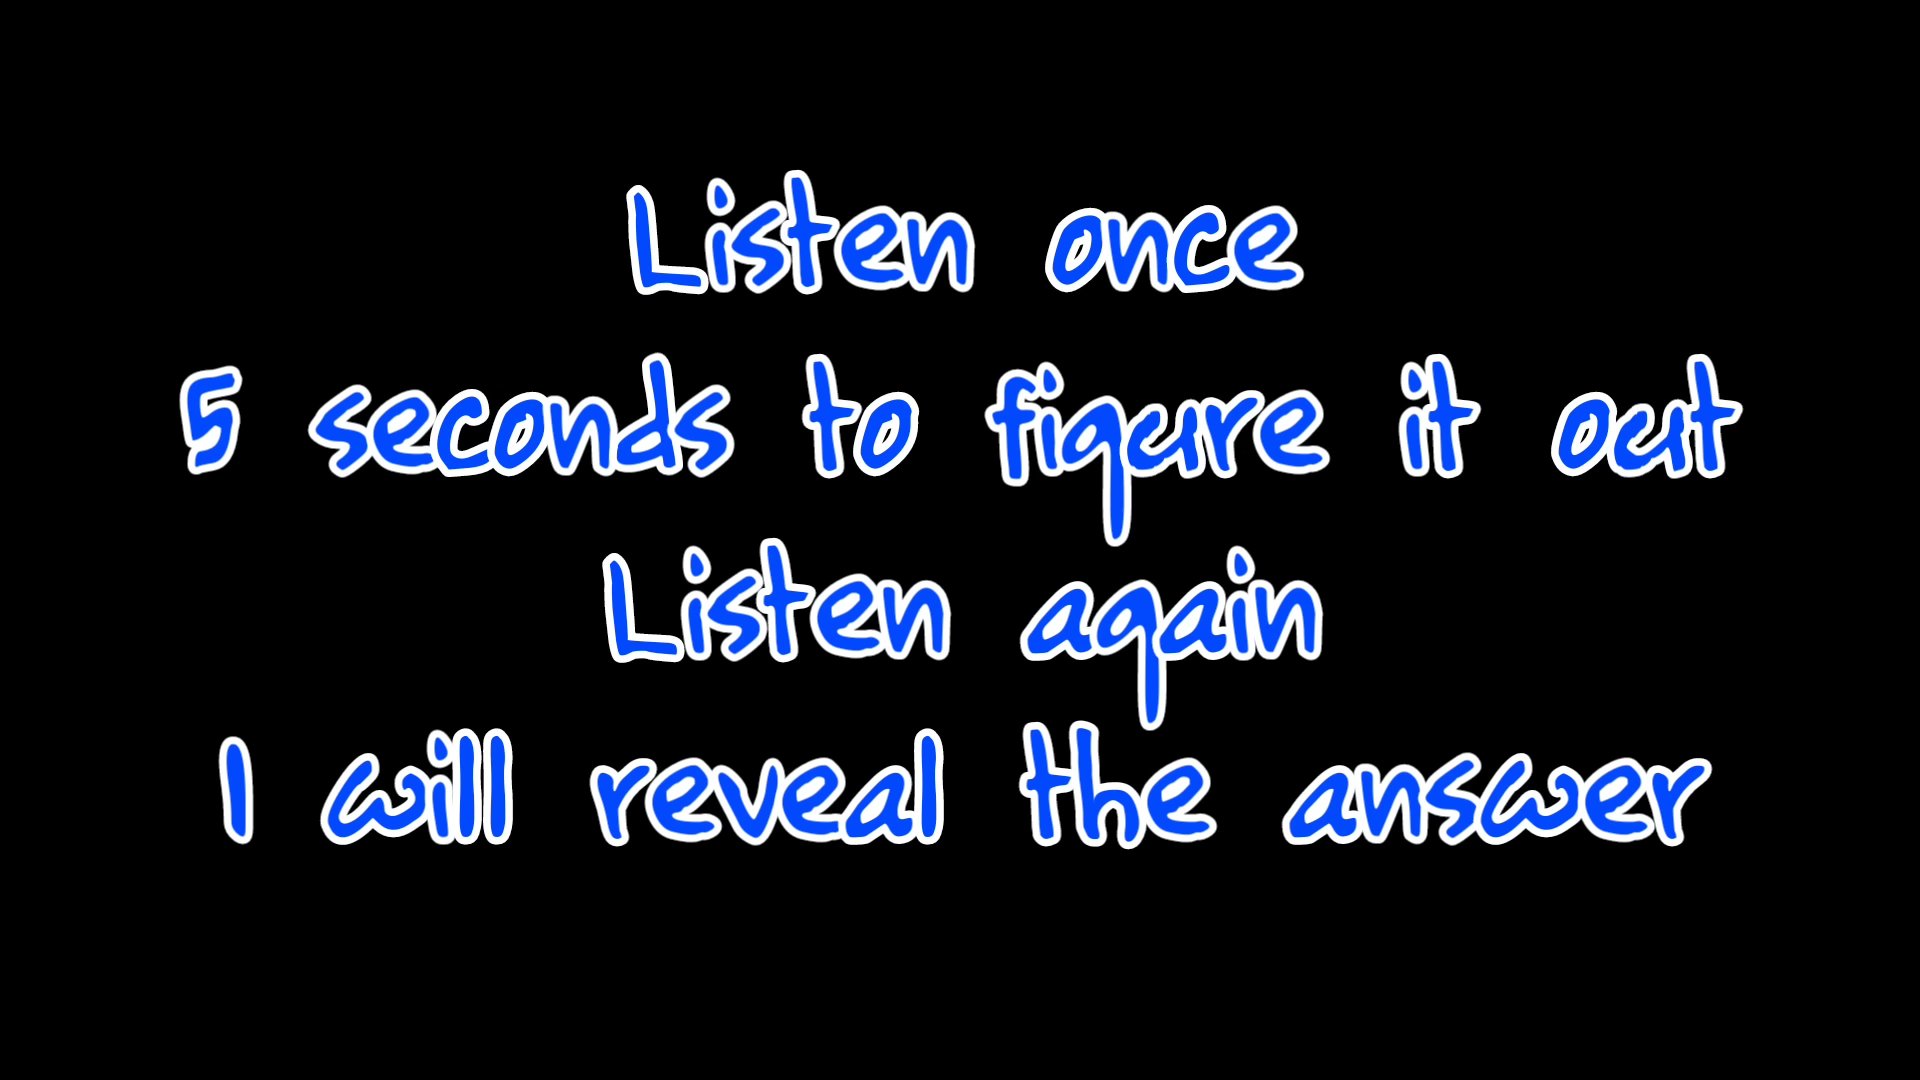 Listen once
5 seconds to figure it out
Listen again
I will reveal the answer